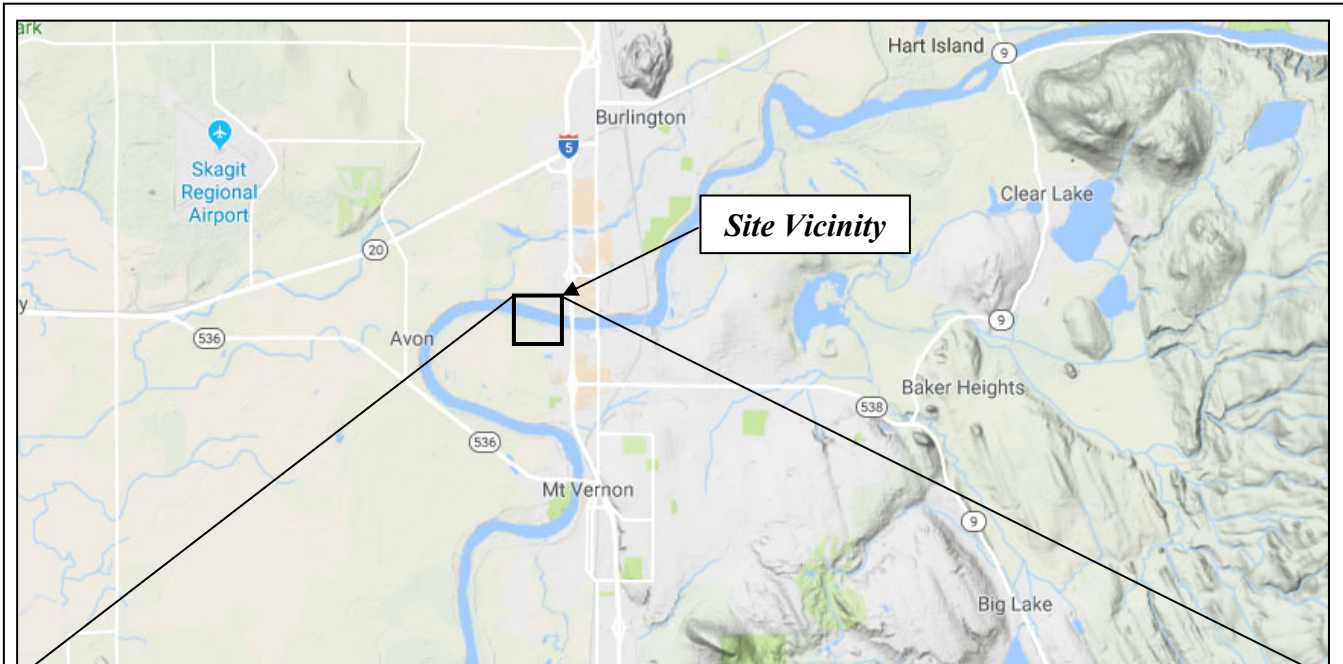 ark
Hart Island
9
Burlington
5
Skagit
Regional
Airport
Clear Lake
Site Vicinity
20
y
536
Avon
9
Baker Heights
538
536
Mt Vernon
9
Big Lake